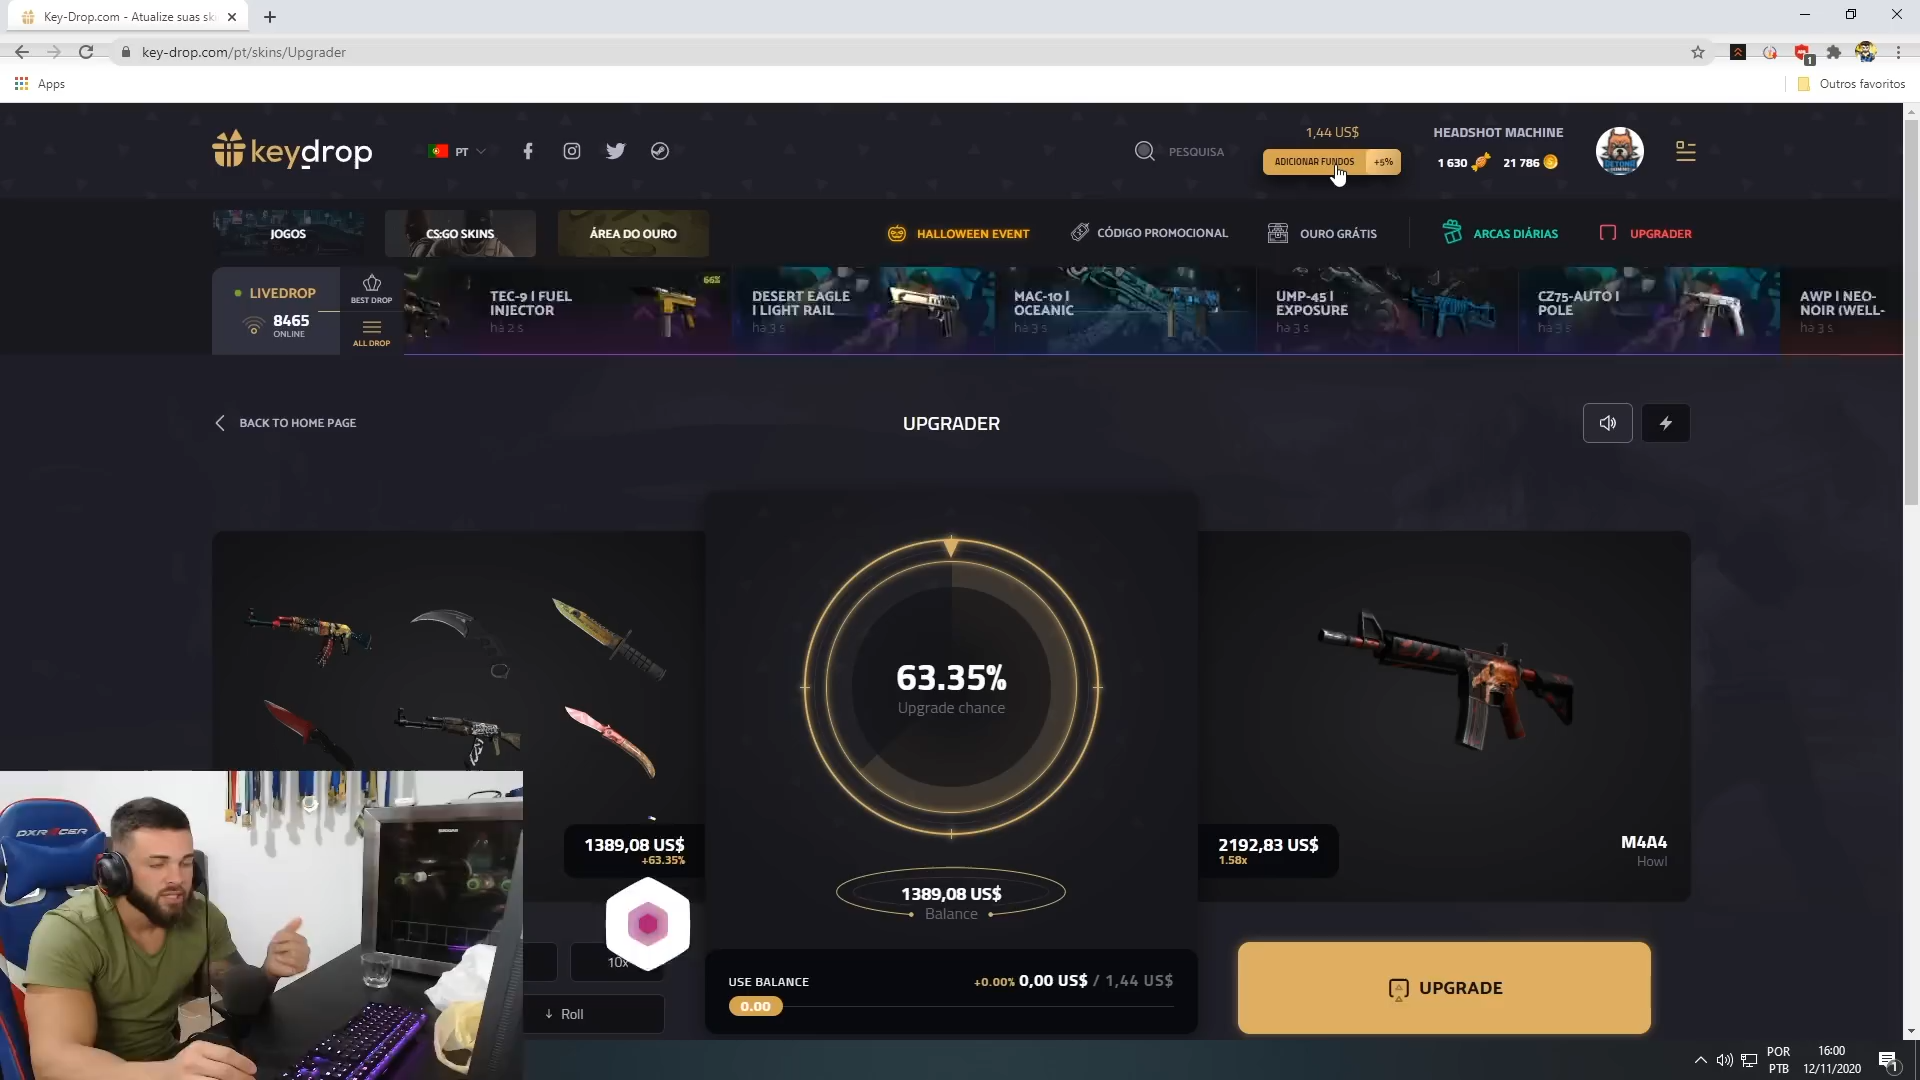 Key-Drop.com - Atualize suas sk
key-drop.com/pt/skins/Upgrader
1
Apps
Outros favoritos
keydrop
PT
PESQUISA
1,44 US$
ADICIONAR FUNDOS +5%
HEADSHOT MACHINE
1 630 21 786
JOGOS
CS:GO SKINS
ÁREA DO OURO
HALLOWEEN EVENT
CÓDIGO PROMOCIONAL
OURO GRÁTIS
ARCAS DIÁRIAS
UPGRADER
LIVEDROP
8465
ONLINE
BEST DROP
ALL DROP
TEC-9 | FUEL
INJECTOR
há 2 s
66%
DESERT EAGLE
| LIGHT RAIL
há 3 s
MAC-10 |
OCEANIC
há 3 s
UMP-45 |
EXPOSURE
há 3 s
CZ75-AUTO |
POLE
há 3 s
AWP | NEO-
NOIR (WELL-
há 3 s
BACK TO HOME PAGE
UPGRADER
63.35%
Upgrade chance
1389,08 US$
+63.35%
2192,83 US$
1.58x
M4A4
Howl
1389,08 US$
Balance
10x
USE BALANCE
+0.00% 0,00 US$ / 1,44 US$
0.00
UPGRADE
Roll
DXRACER
POR
PTB
16:00
12/11/2020
1